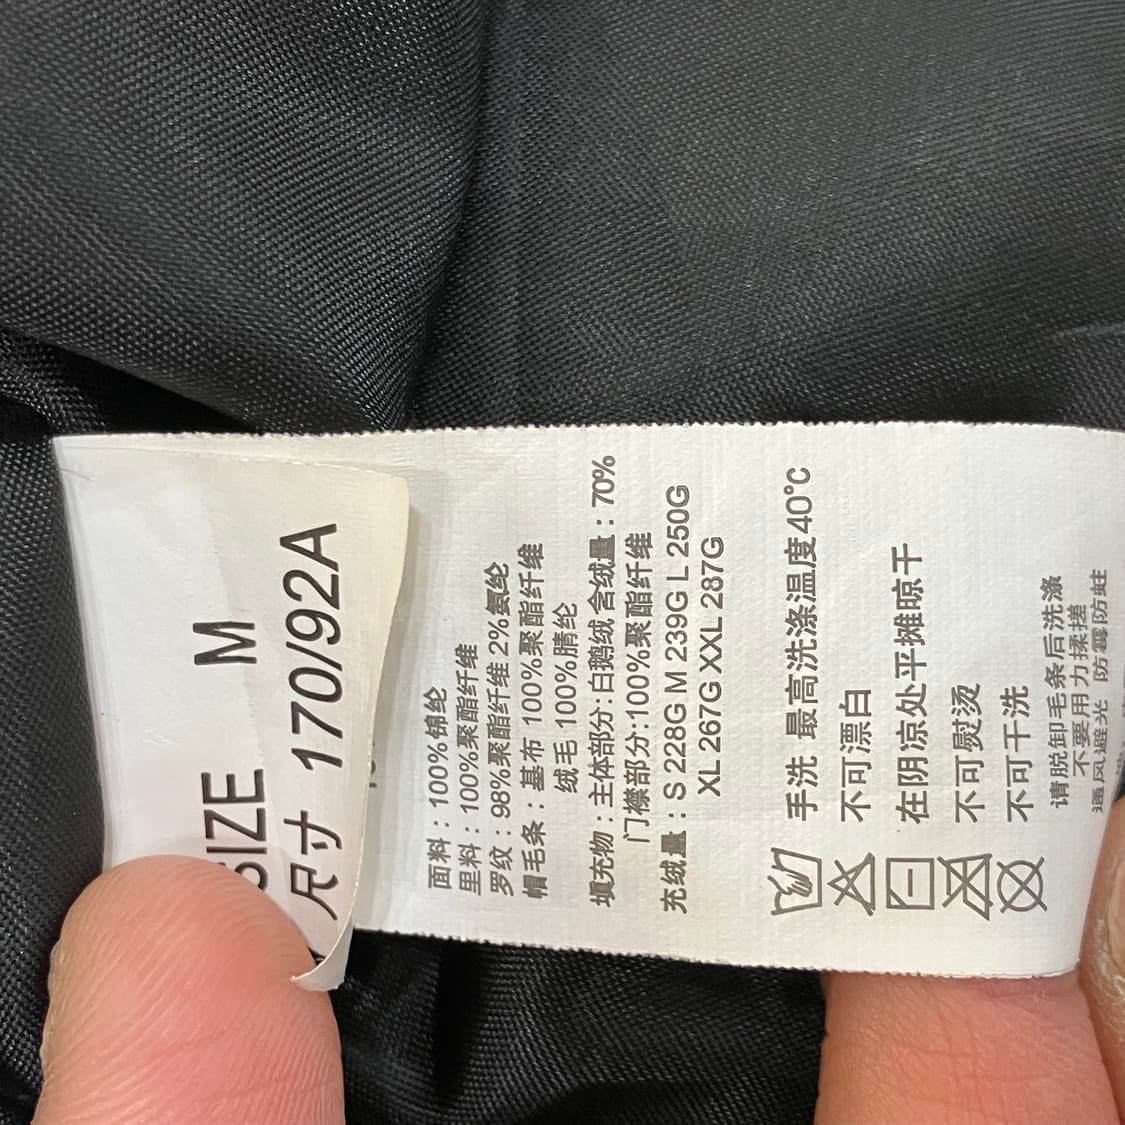 SIZE M
尺寸 170/92A
面料：100%锦纶
里料：100%聚酯纤维
罗纹：98%聚酯纤维 2%氨纶
帽毛条：基布 100%聚酯纤维
绒毛 100%腈纶
填充物：主体部分:白鹅绒 含绒量：70%
门襟部分:100%聚酯纤维
充绒量：S 228G M 239G L 250G
XL 267G XXL 287G
手洗 最高洗涤温度40℃
不可漂白
在阴凉处平摊晾干
不可熨烫
不可干洗
请脱卸毛条后洗涤
不要用力揉搓
通风避光 防霉防蛀